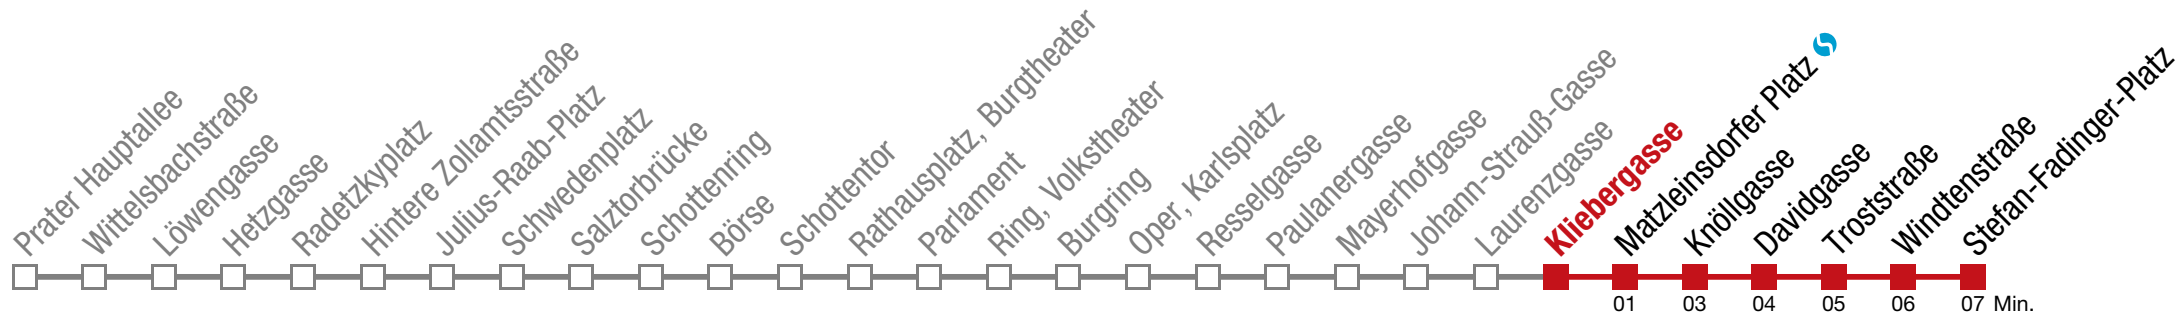 Prater Hauptallee
Wittelsbachstraße
Löwengasse
Hetzgasse
Radetzkyplatz
Hintere Zollamtsstraße
Julius-Raab-Platz
Schwedenplatz
Salztorbrücke
Schottenring
Börse
Schottentor
Rathausplatz, Burgtheater
Parlament
Ring, Volkstheater
Burgring
Oper, Karlsplatz
Resselgasse
Paulanergasse
Mayerhofgasse
Johann-Strauß-Gasse
Laurenzgasse
Kliebergasse
Matzleinsdorfer Platz
Knöllgasse
Davidgasse
Troststraße
Windtenstraße
Stefan-Fadinger-Platz
01 03 04 05 06 07 Min.